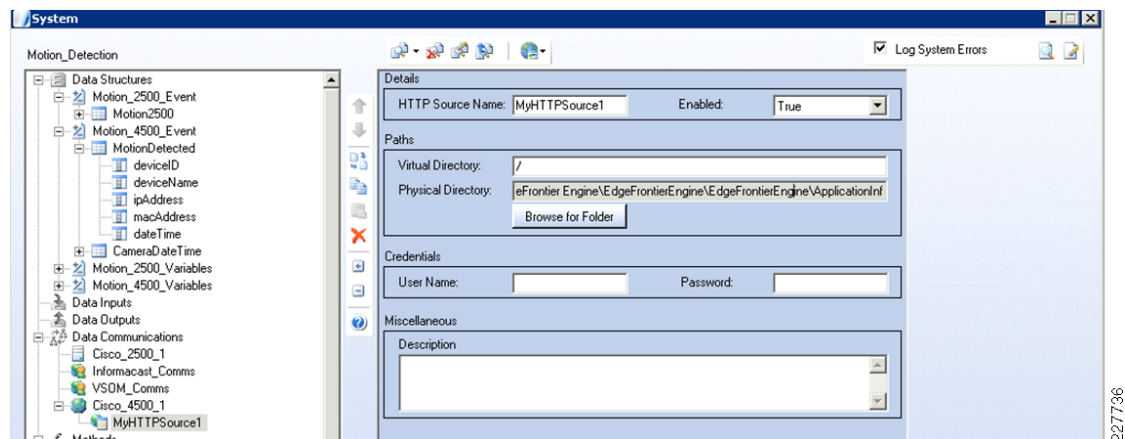 System
Motion_Detection
Log System Errors
Data Structures
Motion_2500_Event
Motion2500
Motion_4500_Event
MotionDetected
deviceID
deviceName
ipAddress
macAddress
dateTime
CameraDateTime
Motion_2500_Variables
Motion_4500_Variables
Data Inputs
Data Outputs
Data Communications
Cisco_2500_1
Informacast_Comms
VSOM_Comms
Cisco_4500_1
MyHTTPSource1
Methods
Details
HTTP Source Name: MyHTTPSource1 Enabled: True
Paths
Virtual Directory: /
Physical Directory: eFrontier Engine\EdgeFrontierEngine\EdgeFrontierEngine\ApplicationInf
Browse for Folder
Credentials
User Name: Password:
Miscellaneous
Description
227736